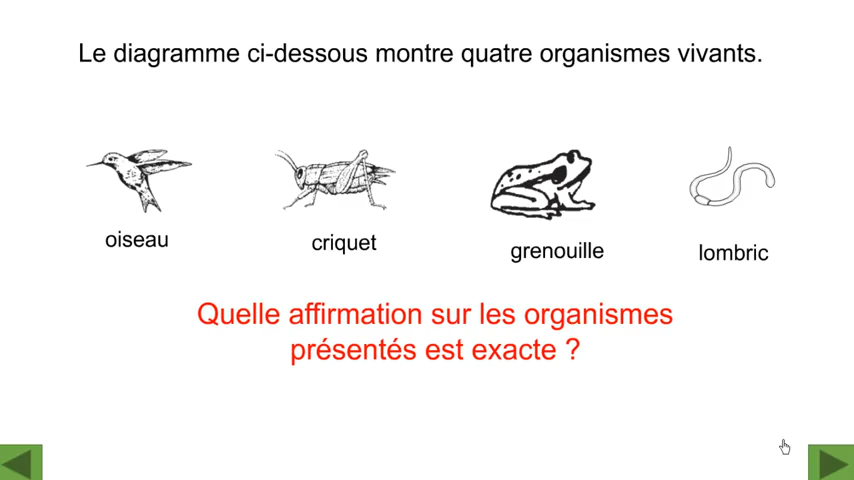 Le diagramme ci-dessous montre quatre organismes vivants.
oiseau
criquet
grenouille
lombric
Quelle affirmation sur les organismes
présentés est exacte ?